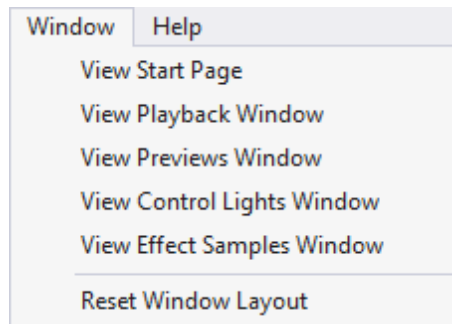 Window Help
View Start Page
View Playback Window
View Previews Window
View Control Lights Window
View Effect Samples Window
Reset Window Layout